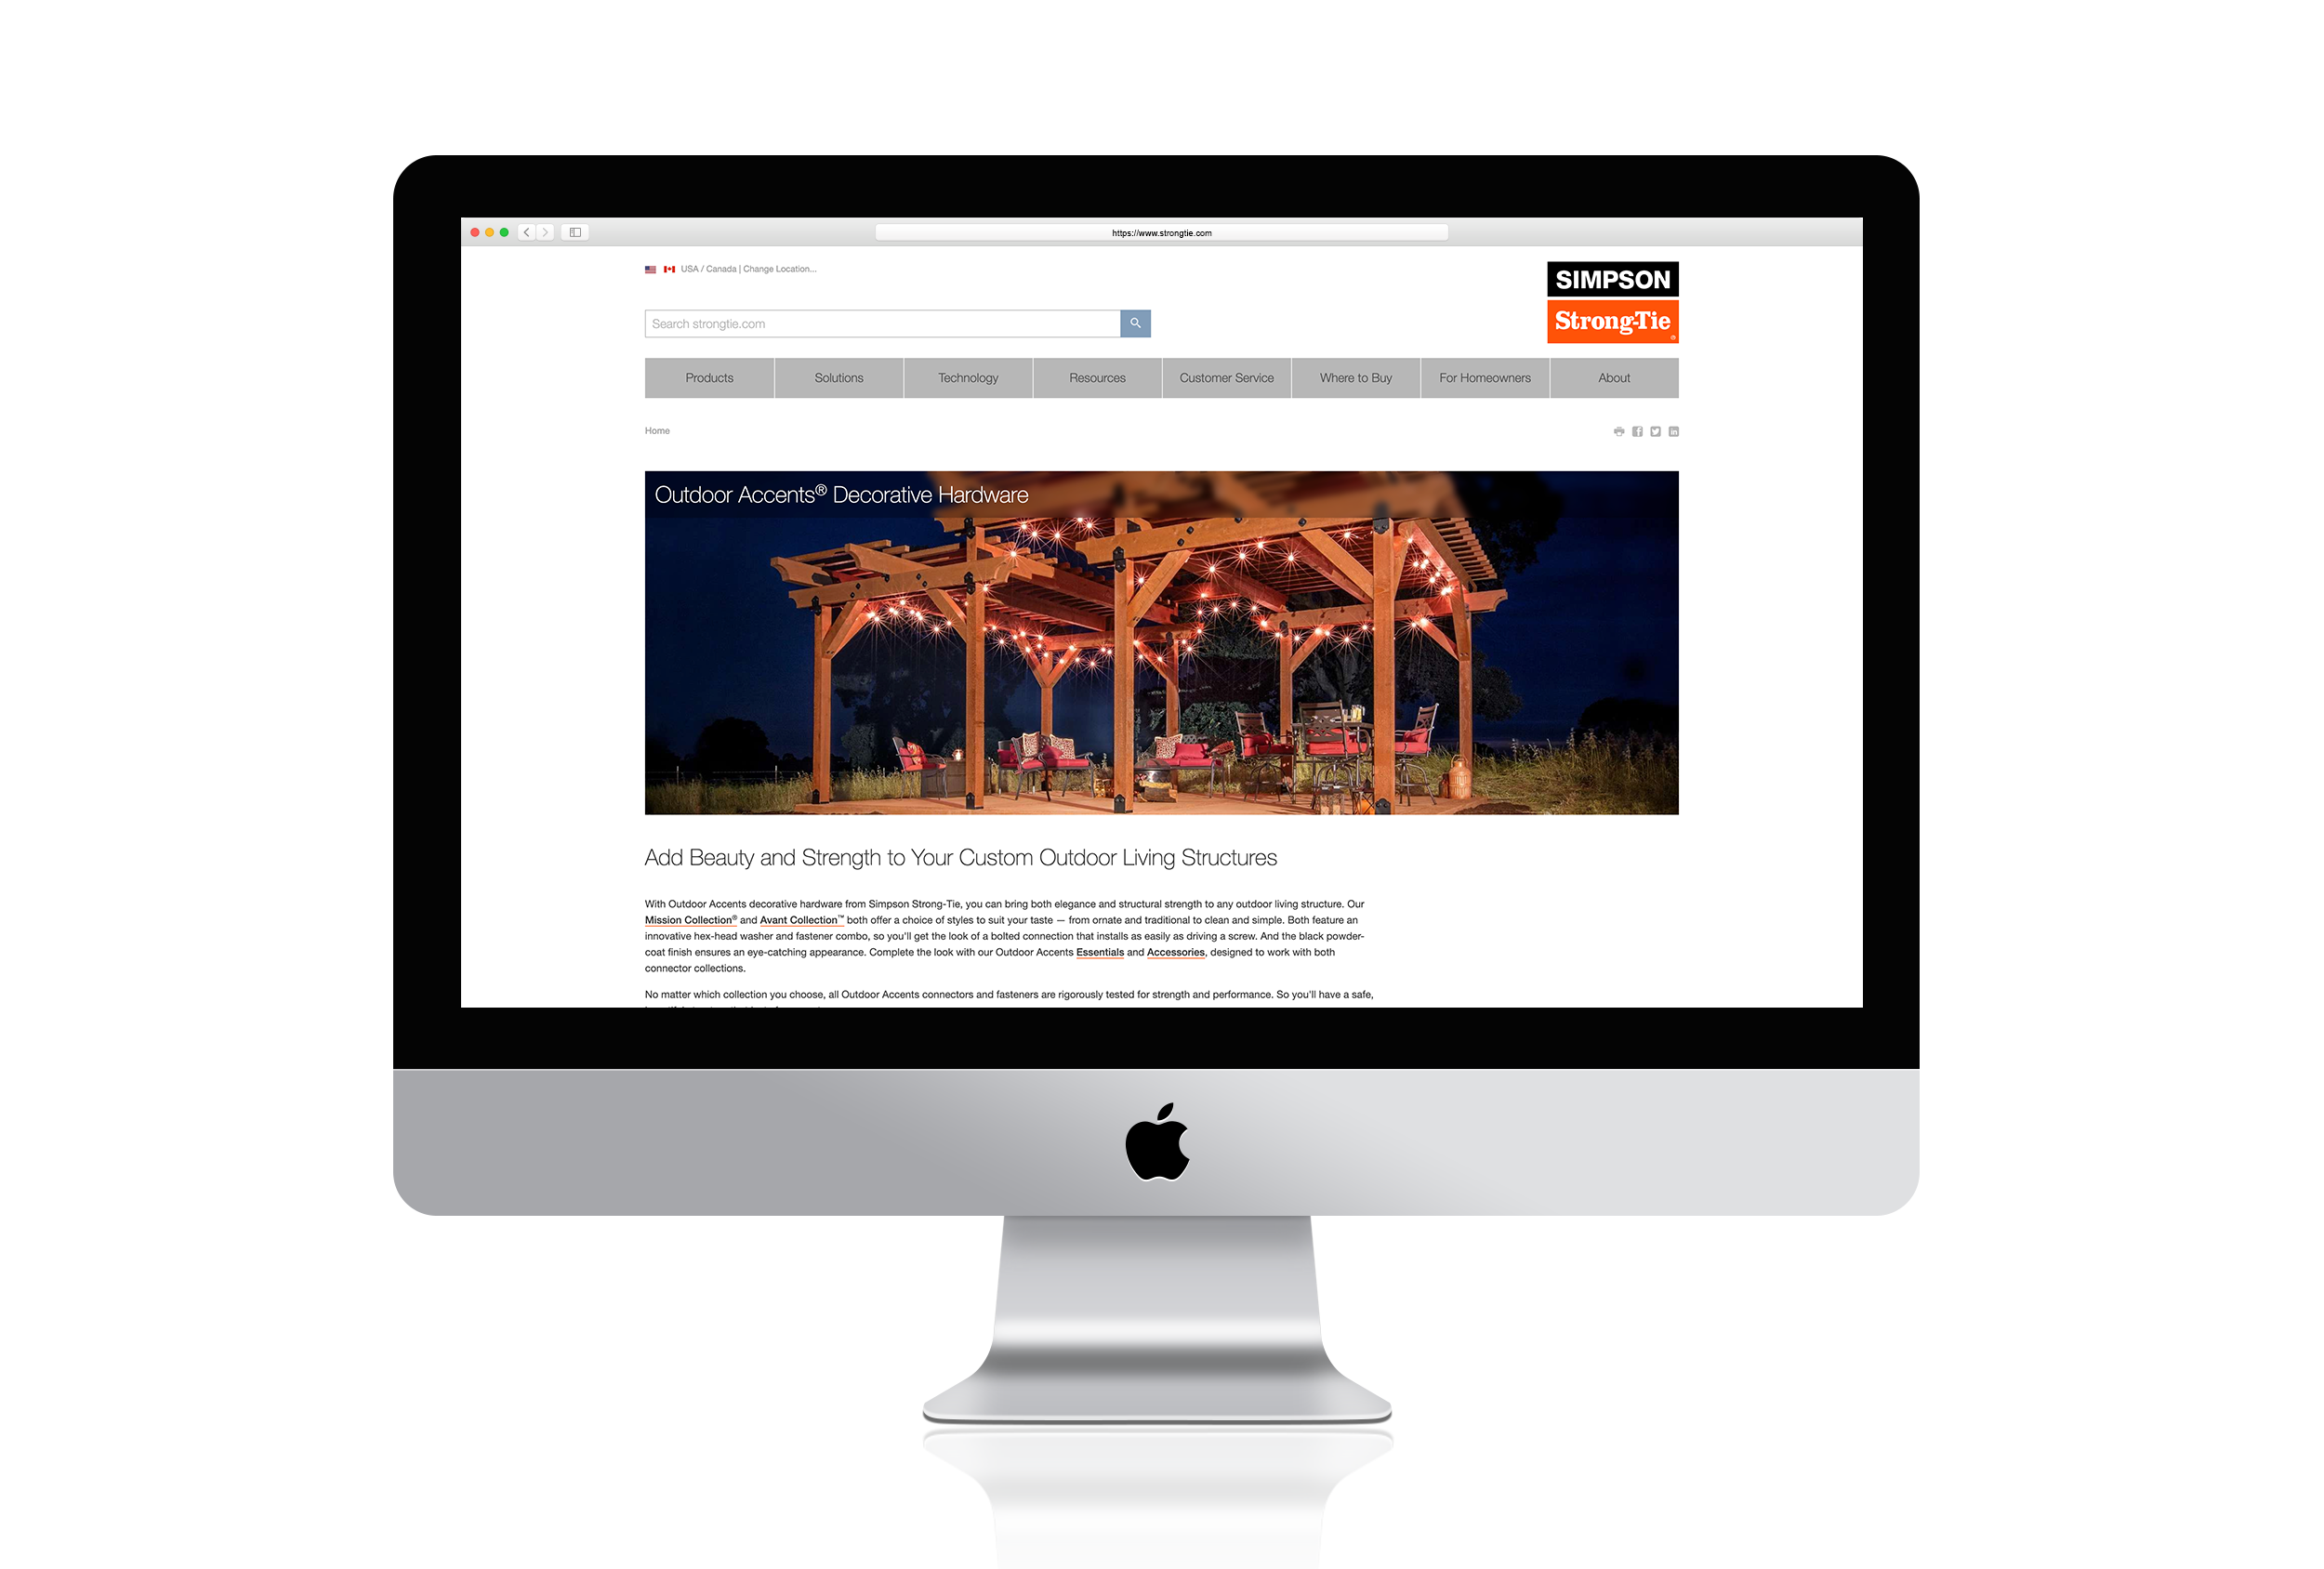 https://www.strongtie.com
USA / Canada | Change Location...
SIMPSON
Strong-Tie
®
Search strongtie.com
Products
Solutions
Technology
Resources
Customer Service
Where to Buy
For Homeowners
About
Home
Outdoor Accents® Decorative Hardware
Add Beauty and Strength to Your Custom Outdoor Living Structures
With Outdoor Accents decorative hardware from Simpson Strong-Tie, you can bring both elegance and structural strength to any outdoor living structure. Our
Mission Collection® and Avant Collection™ both offer a choice of styles to suit your taste — from ornate and traditional to clean and simple. Both feature an
innovative hex-head washer and fastener combo, so you'll get the look of a bolted connection that installs as easily as driving a screw. And the black powder-
coat finish ensures an eye-catching appearance. Complete the look with our Outdoor Accents Essentials and Accessories, designed to work with both
connector collections.
No matter which collection you choose, all Outdoor Accents connectors and fasteners are rigorously tested for strength and performance. So you'll have a safe,